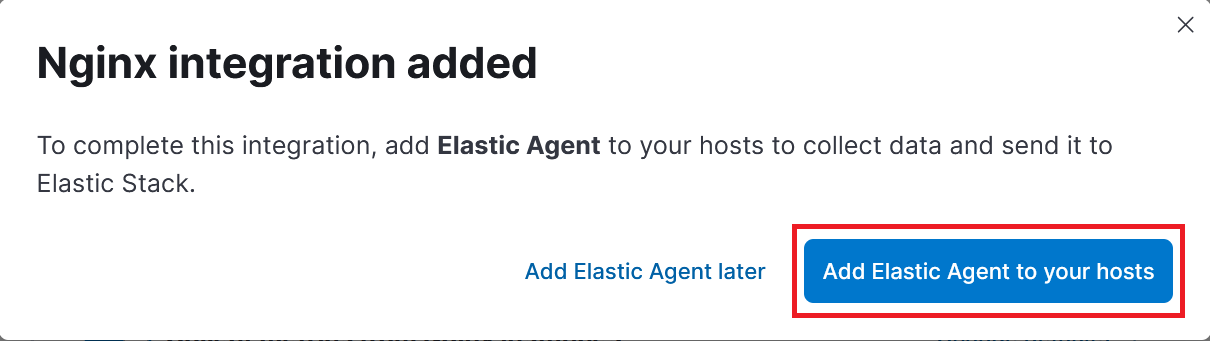 Nginx integration added
To complete this integration, add Elastic Agent to your hosts to collect data and send it to
Elastic Stack.
Add Elastic Agent later
Add Elastic Agent to your hosts